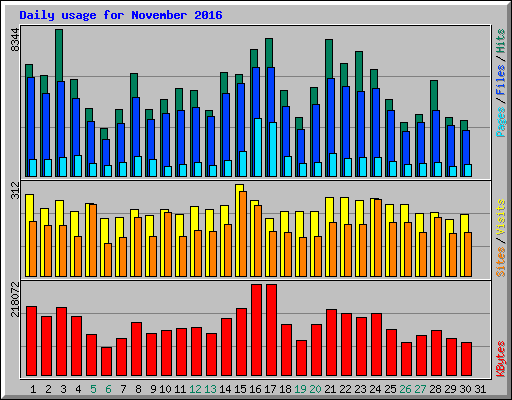 Daily usage for November 2016
8344
Pages / Files / Hits
312
Sites / Visits
218072
KBytes
1 2 3 4 5 6 7 8 9 10 11 12 13 14 15 16 17 18 19 20 21 22 23 24 25 26 27 28 29 30 31